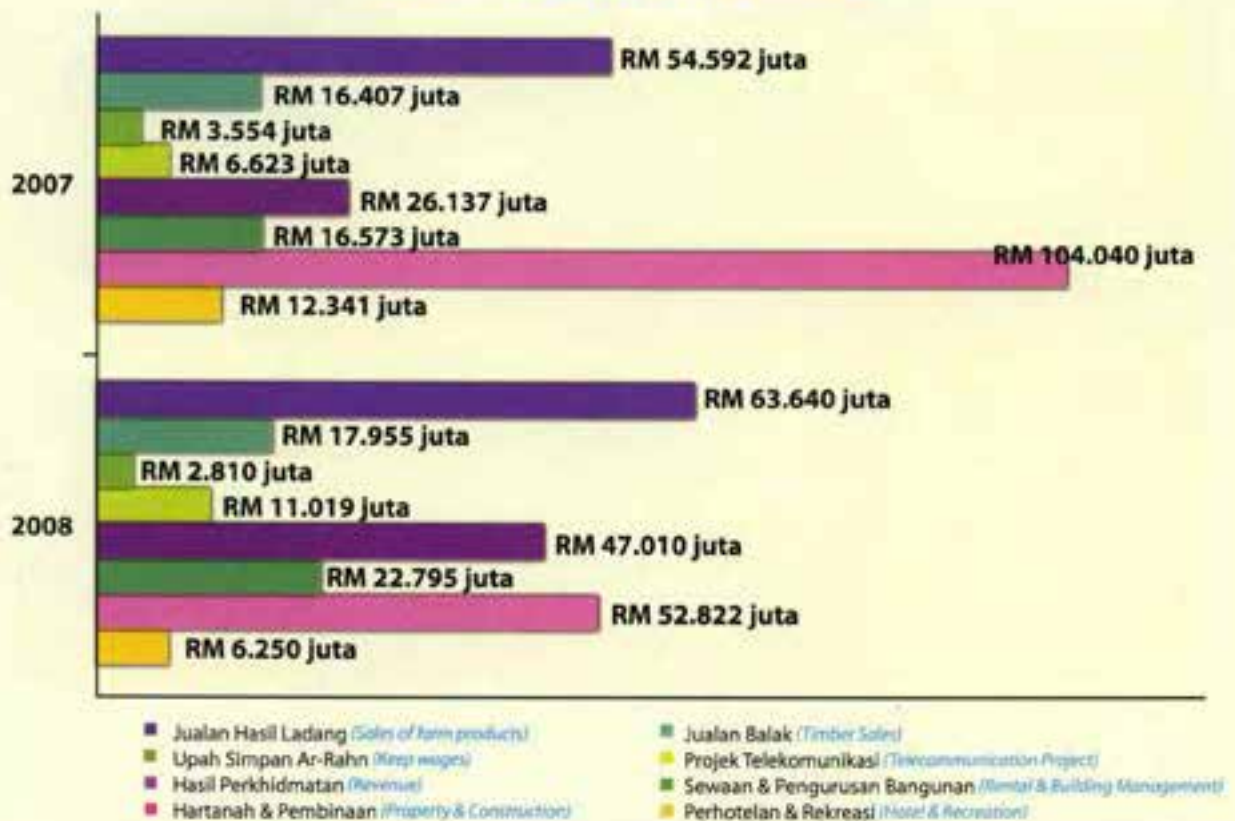 RM 54.592 juta
RM 16.407 juta
RM 3.554 juta
RM 6.623 juta
2007
RM 26.137 juta
RM 16.573 juta
RM 104.040 juta
RM 12.341 juta
RM 63.640 juta
RM 17.955 juta
RM 2.810 juta
RM 11.019 juta
2008
RM 47.010 juta
RM 22.795 juta
RM 52.822 juta
RM 6.250 juta
Jualan Hasil Ladang (Sales of farm products)
Jualan Balak (Timber Sales)
Upah Simpan Ar-Rahn (Keep wages)
Projek Telekomunikasi (Telecommunication Project)
Hasil Perkhidmatan (Revenue)
Sewaan & Pengurusan Bangunan (Rental & Building Management)
Hartanah & Pembinaan (Property & Construction)
Perhotelan & Rekreasi (Hotel & Recreation)